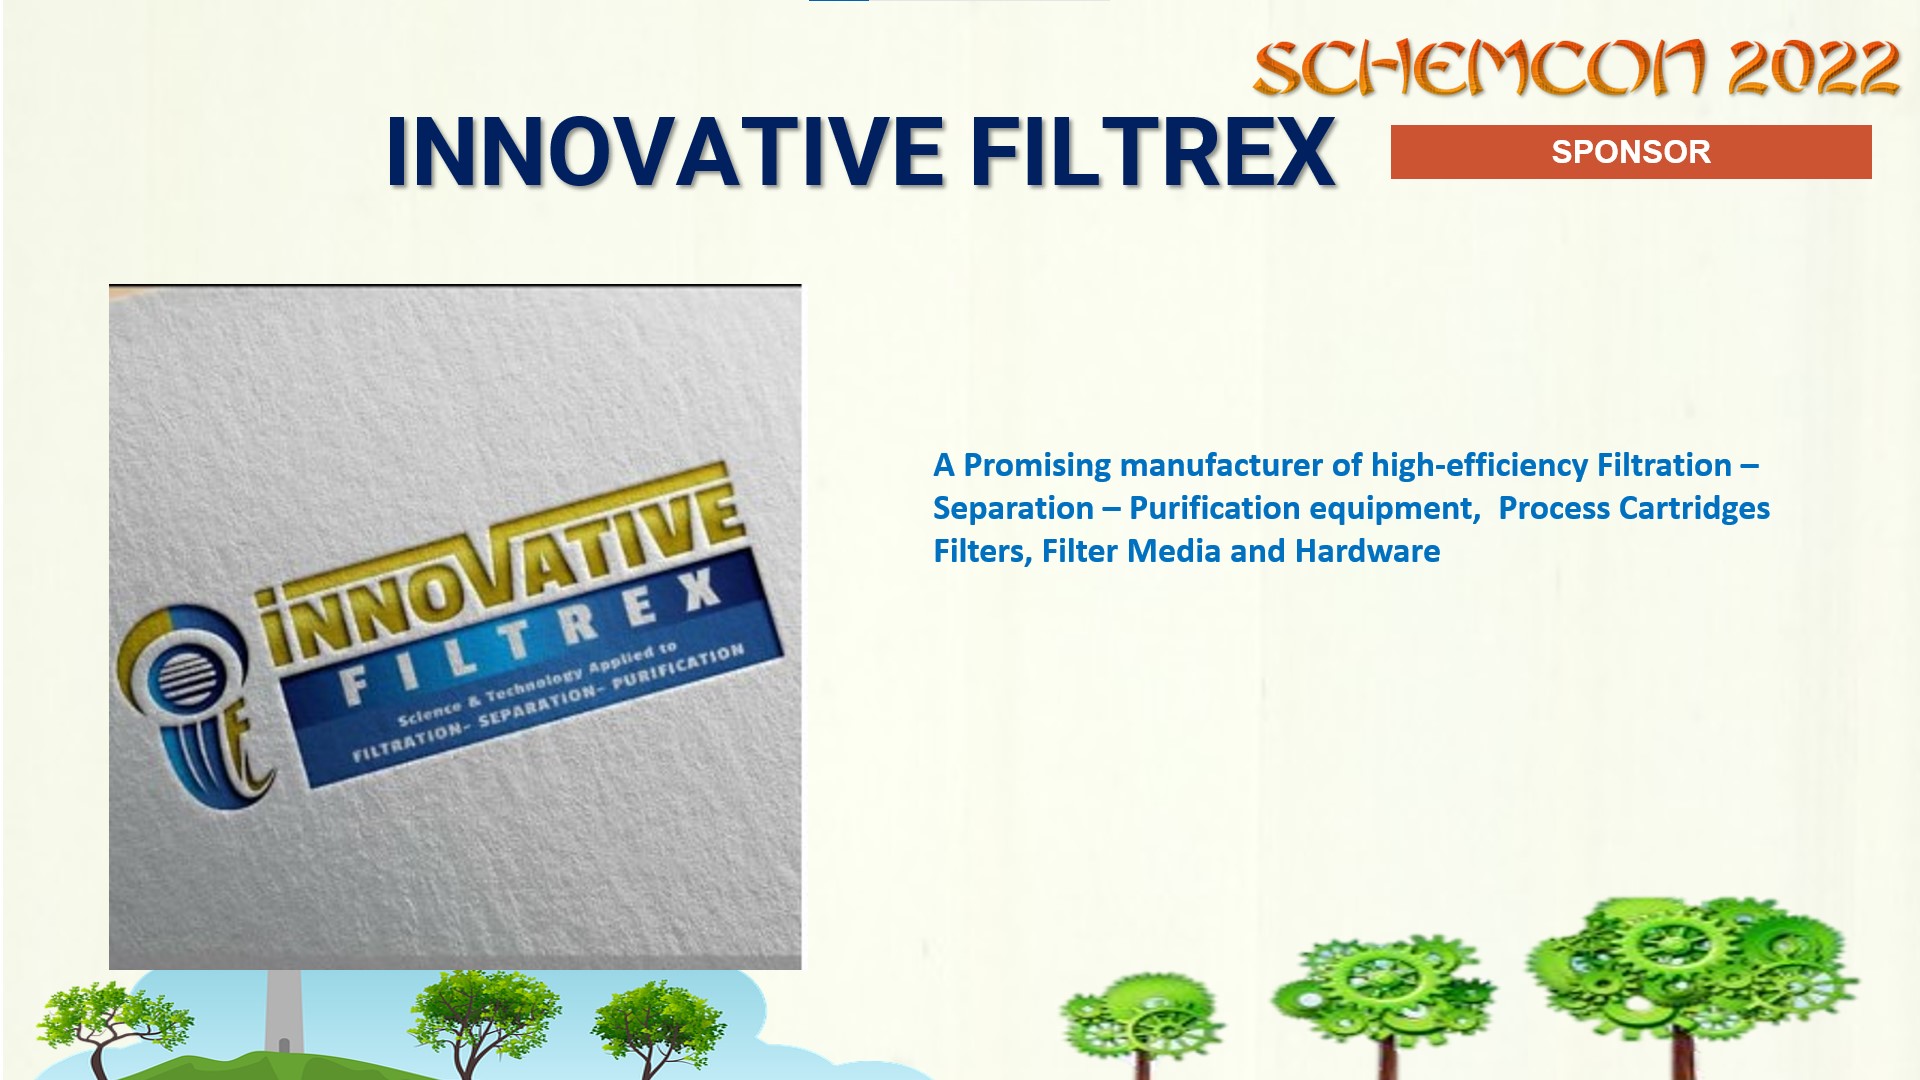 SCHEMCON 2022
INNOVATIVE FILTREX
SPONSOR
iNNOVATIVE
FILTREX
Science & Technology Applied to
FILTRATION- SEPARATION- PURIFICATION
A Promising manufacturer of high-efficiency Filtration –
Separation – Purification equipment,  Process Cartridges
Filters, Filter Media and Hardware